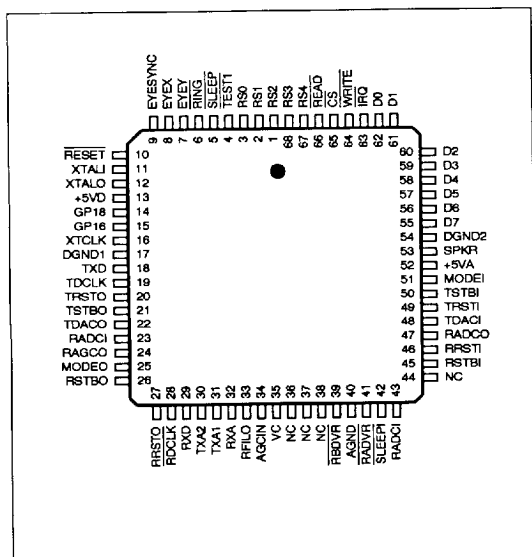 EYESYNC
EYEX
EYEY
RING
SLEEP
TEST1
RS0
RS1
RS2
RS3
RS4
READ
CS
WRITE
IRQ
D0
D1
9 8 7 6 5 4 3 2 1 68 67 66 65 64 63 62 61
RESET 10
XTALI 11
XTALO 12
+5VD 13
GP18 14
GP16 15
XTCLK 16
DGND1 17
TXD 18
TDCLK 19
TRSTO 20
TSTBO 21
TDACO 22
RADCI 23
RAGCO 24
MODEO 25
RSTBO 26
60 D2
59 D3
58 D4
57 D5
56 D6
55 D7
54 DGND2
53 SPKR
52 +5VA
51 MODEI
50 TSTBI
49 TRSTI
48 TDACI
47 RADCO
46 RRSTI
45 RSTBI
44 NC
27 28 29 30 31 32 33 34 35 36 37 38 39 40 41 42 43
RRSTO
RDCLK
RXD
TXA2
TXA1
RXA
RFILO
AGCIN
VC
NC
NC
NC
RBDVR
AGND
RADVR
SLEEPI
RADCI